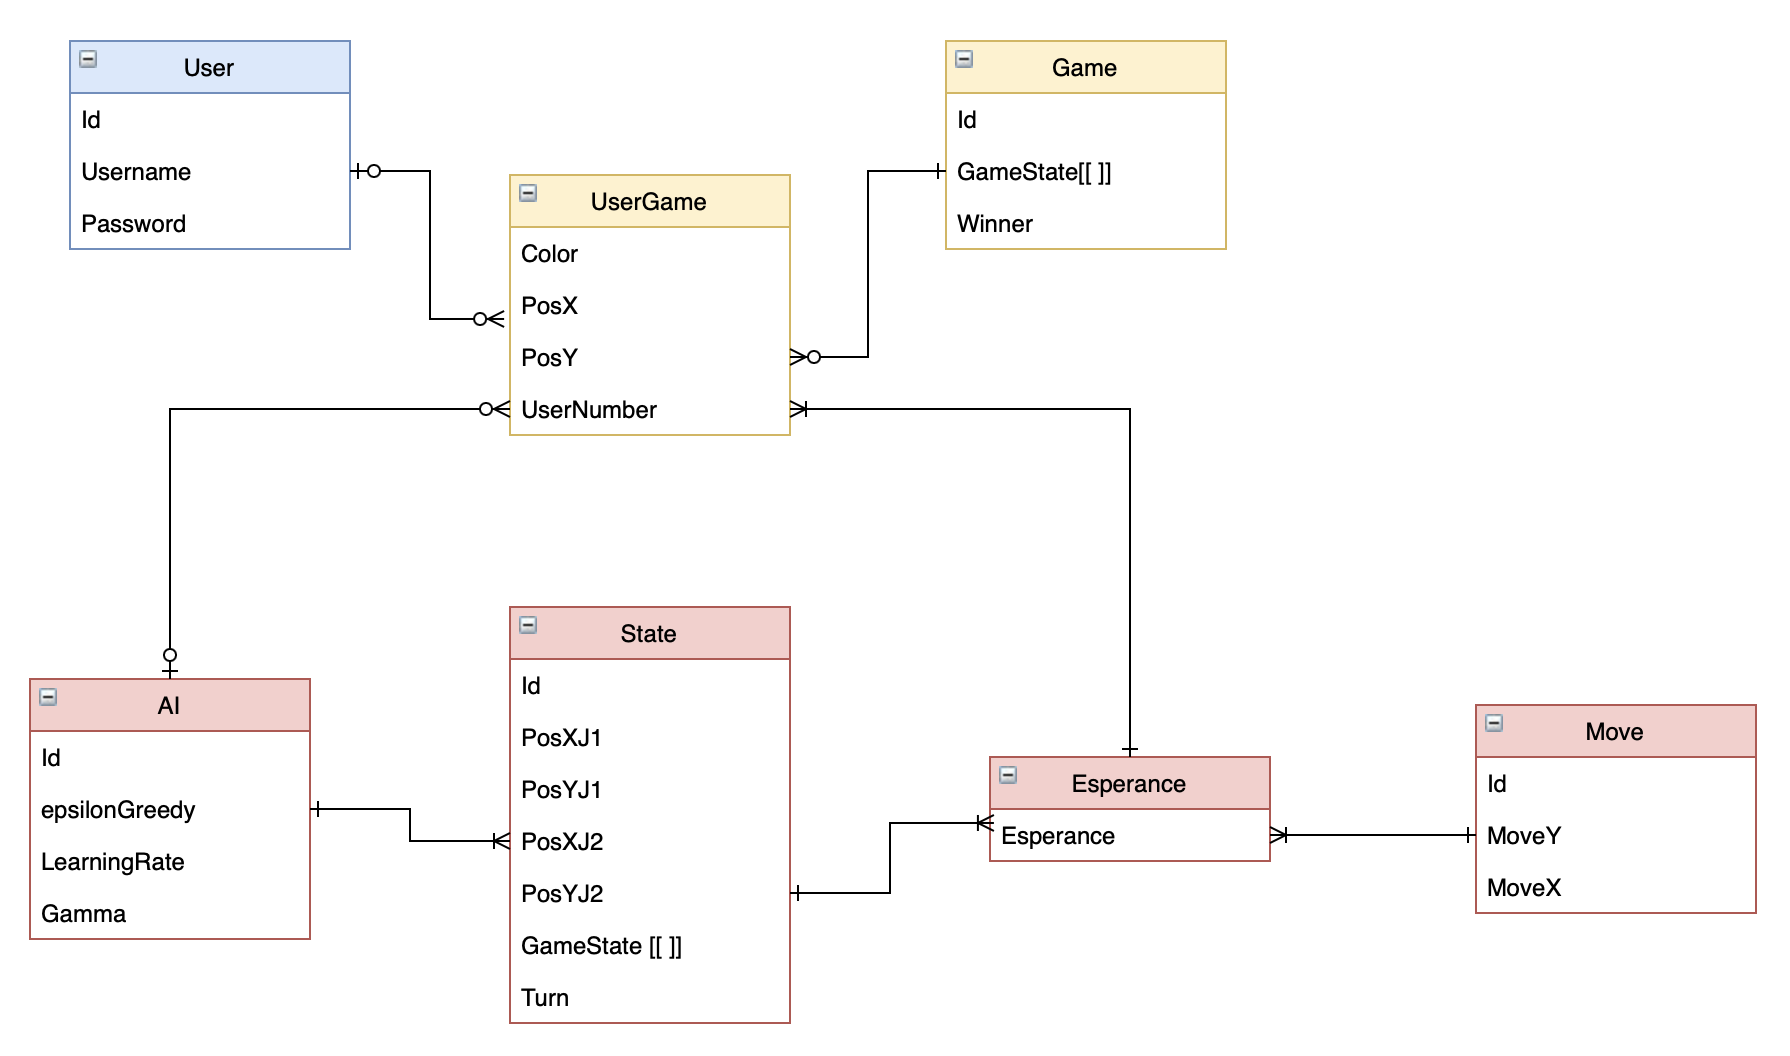 User
Id
Username
Password
Game
Id
GameState[[ ]]
Winner
UserGame
Color
PosX
PosY
UserNumber
AI
Id
epsilonGreedy
LearningRate
Gamma
State
Id
PosXJ1
PosYJ1
PosXJ2
PosYJ2
GameState [[ ]]
Turn
Esperance
Esperance
Move
Id
MoveY
MoveX